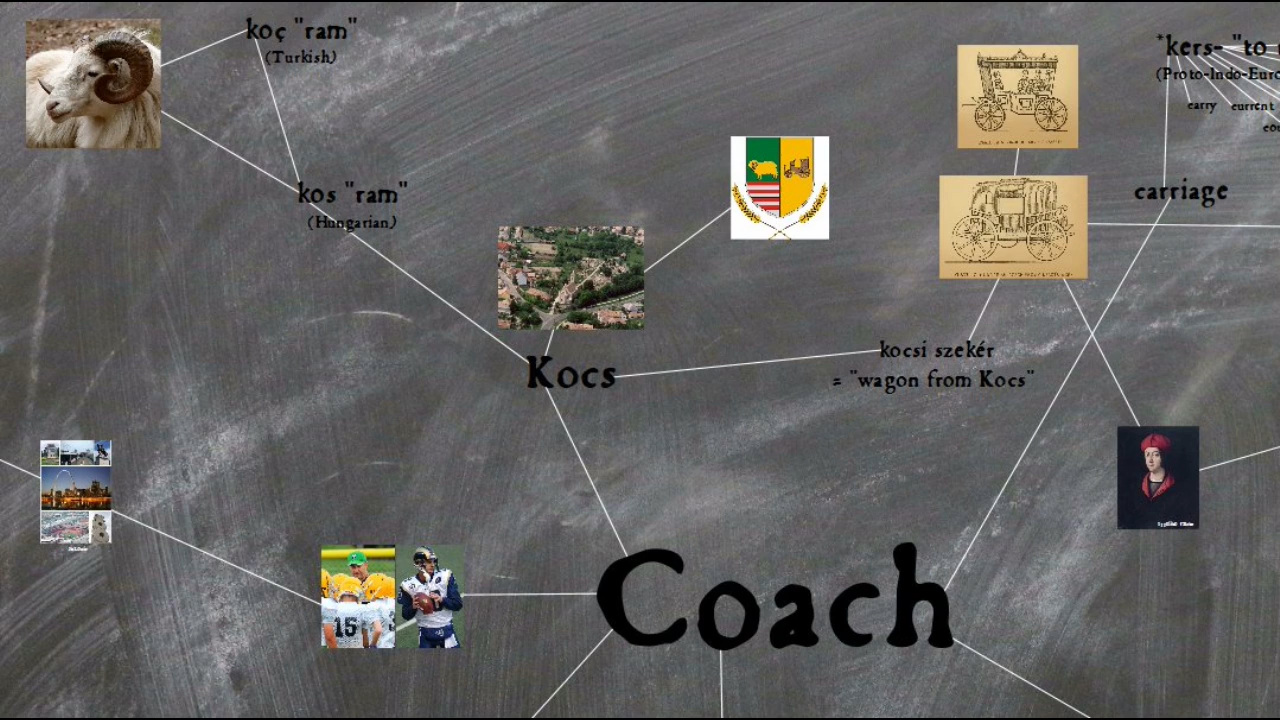 koç "ram"
(Turkish)
*kers- "to
(Proto-Indo-Euro
carry current
kos "ram"
(Hungarian)
carriage
kocsi szekér
= "wagon from Kocs"
Kocs
15
Coach